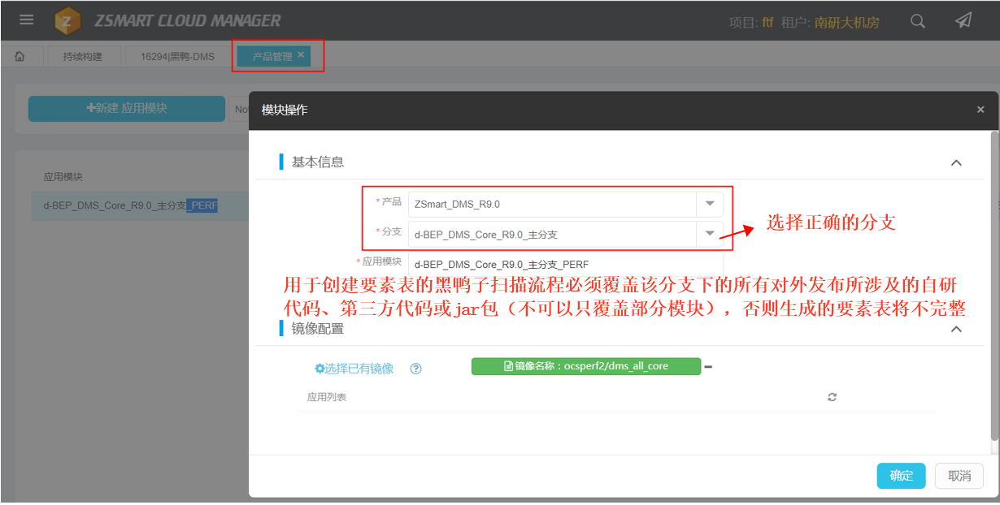 ZSMART CLOUD MANAGER
项目: ftf 租户: 南研大机房
持续构建
16294|黑鸭-DMS
产品管理 ×
+新建 应用模块
模块操作 ×
基本信息
应用模块
* 产品 ZSmart_DMS_R9.0
d-BEP_DMS_Core_R9.0_主分支_PERF
* 分支 d-BEP_DMS_Core_R9.0_主分支
选择正确的分支
* 应用模块 d-BEP_DMS_Core_R9.0_主分支_PERF
用于创建要素表的黑鸭子扫描流程必须覆盖该分支下的所有对外发布所涉及的自研
代码、第三方代码或jar包（不可以只覆盖部分模块），否则生成的要素表将不完整
镜像配置
选择已有镜像 ?
镜像名称：ocsperf2/dms_all_core
应用列表
确定
取消